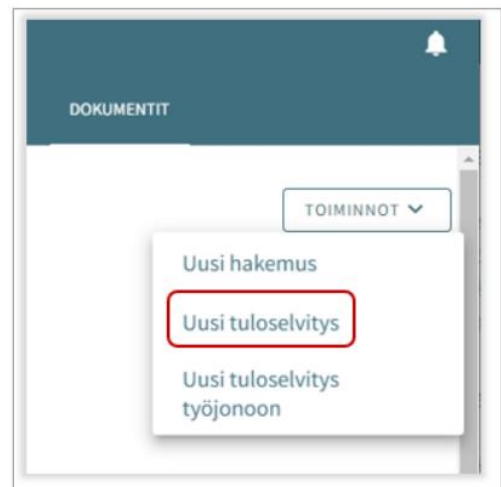 DOKUMENTIT
TOIMINNOT
Uusi hakemus
Uusi tuloselvitys
Uusi tuloselvitys
työjonoon